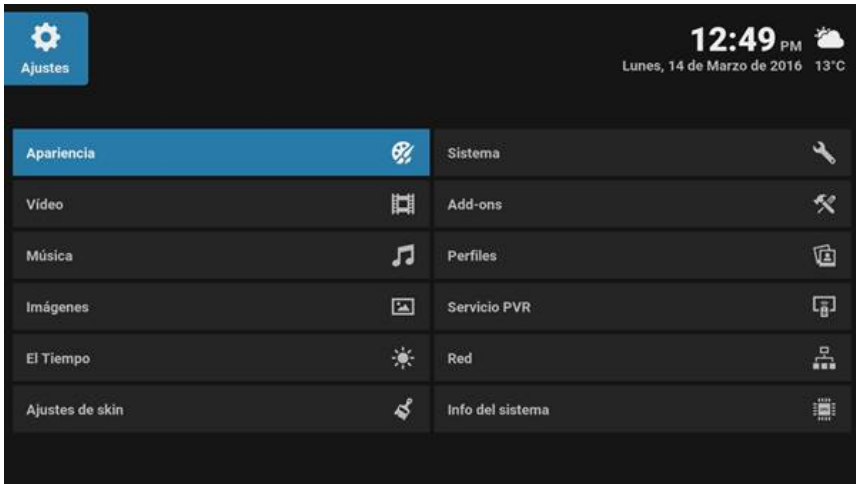 Ajustes
12:49 PM
Lunes, 14 de Marzo de 2016 13°C
Apariencia
Sistema
Vídeo
Add-ons
Música
Perfiles
Imágenes
Servicio PVR
El Tiempo
Red
Ajustes de skin
Info del sistema